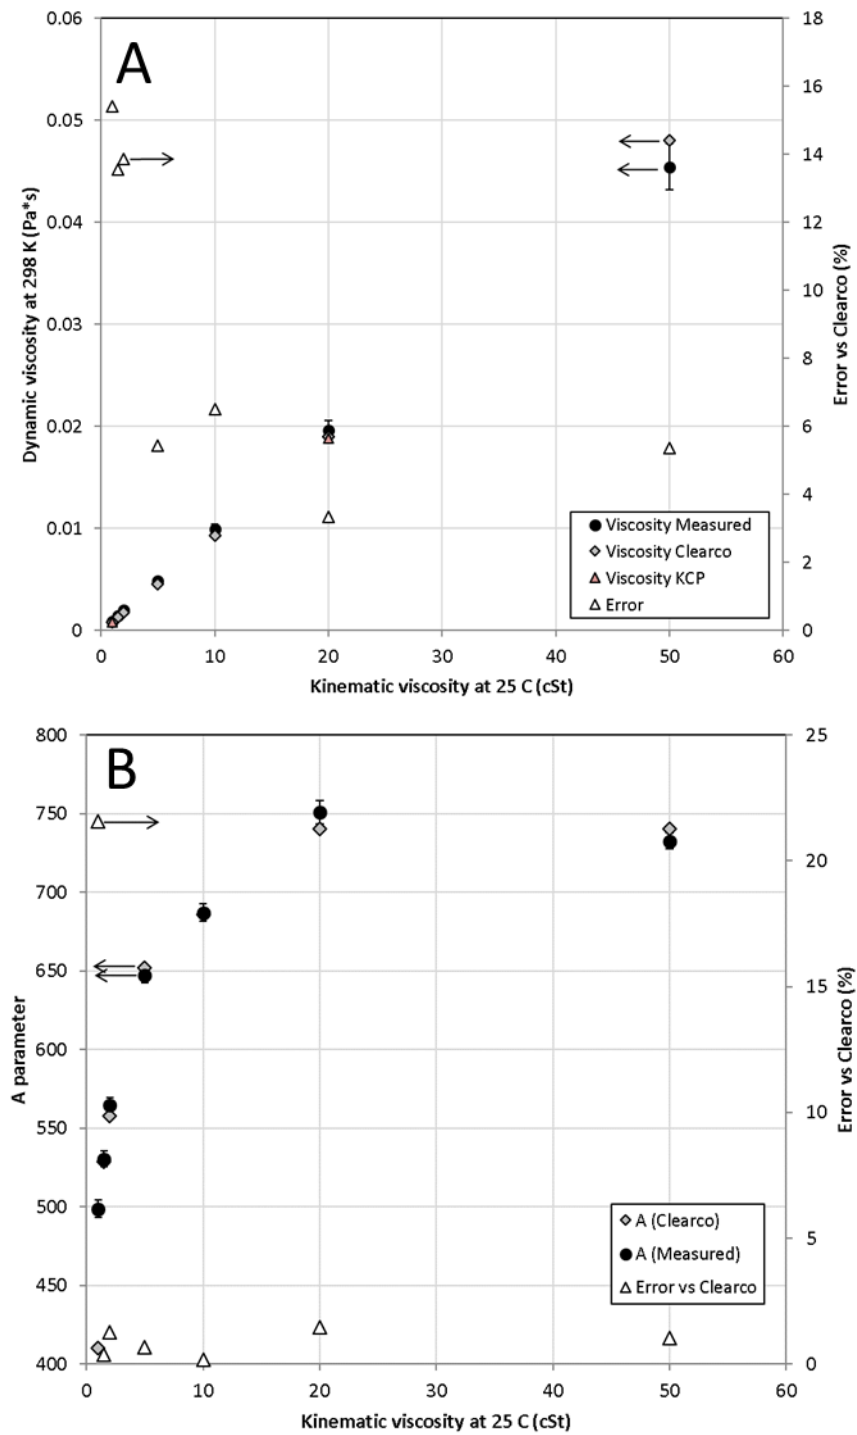 A
0.06
0.05
0.04
0.03
0.02
0.01
0
Dynamic viscosity at 298 K (Pa*s)
18
16
14
12
10
8
6
4
2
0
Error vs Clearco (%)
Viscosity Measured
Viscosity Clearco
Viscosity KCP
Error
0 10 20 30 40 50 60
Kinematic viscosity at 25 C (cSt)
B
800
750
700
650
600
550
500
450
400
A parameter
25
20
15
10
5
0
Error vs Clearco (%)
A (Clearco)
A (Measured)
Error vs Clearco
0 10 20 30 40 50 60
Kinematic viscosity at 25 C (cSt)